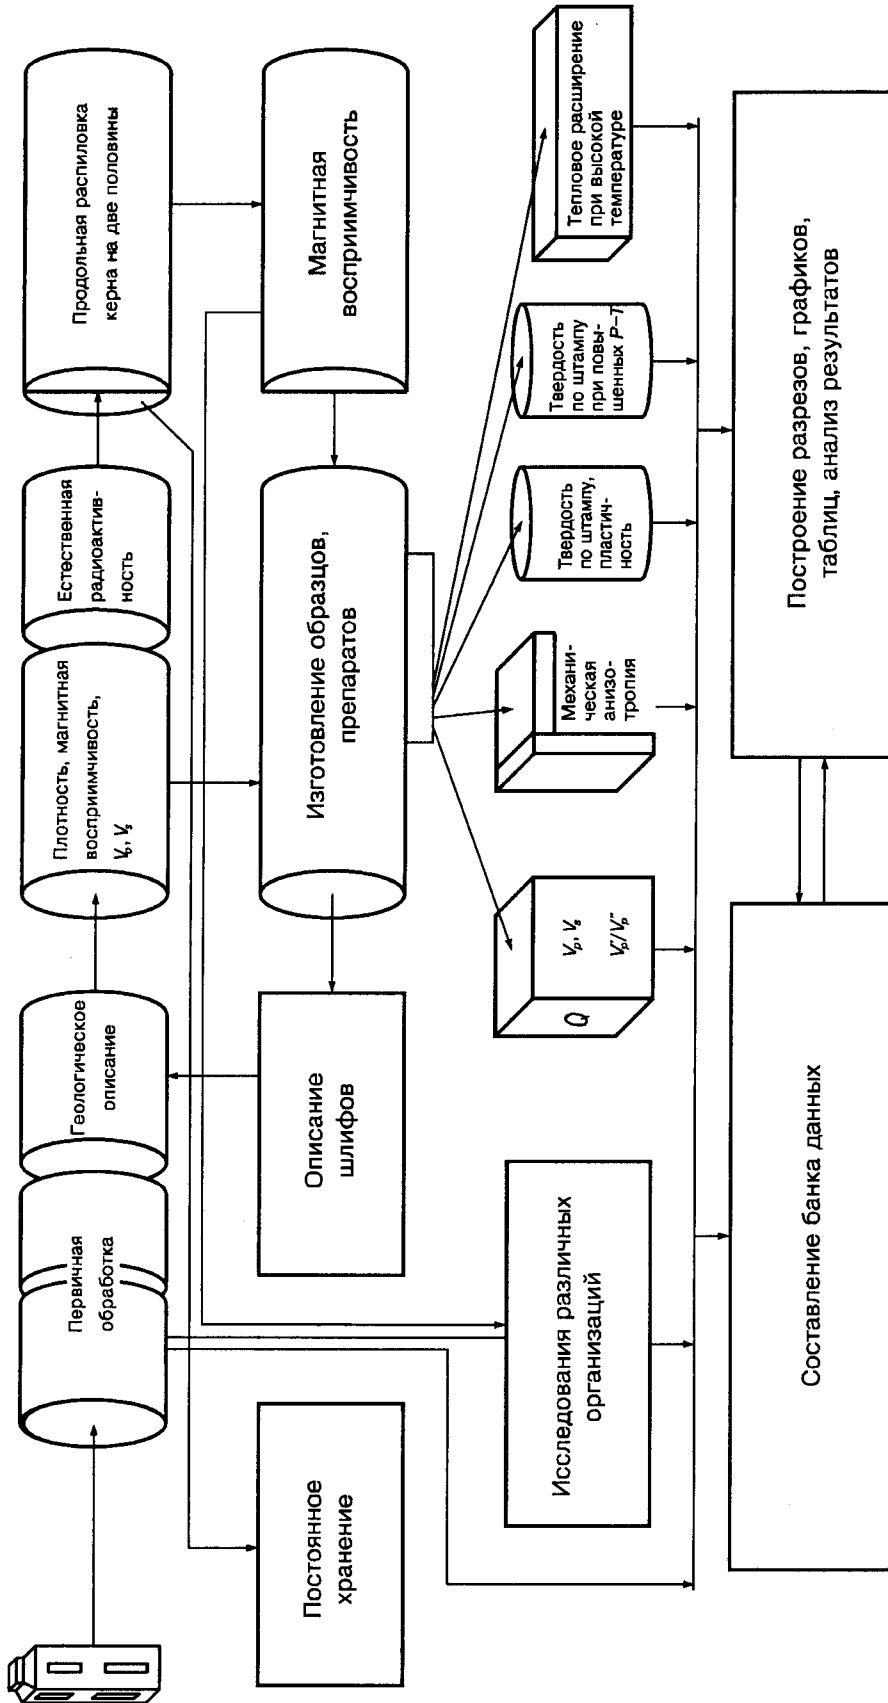 Первичная
обработка
Геологическое
описание
Плотность, магнитная
восприимчивость,
Vp, Vs
Естественная
радиоактив-
ность
Продольная распиловка
керна на две половины
Постоянное
хранение
Описание
шлифов
Изготовление образцов,
препаратов
Магнитная
восприимчивость
Исследования различных
организаций
Q
Vp, Vs
V'p/V"p
Механи-
ческая
анизо-
тропия
Твердость
по штампу,
пластич-
ность
Твердость
по штампу
при повы-
шенных P–T
Тепловое расширение
при высокой
температуре
Составление банка данных
Построение разрезов, графиков,
таблиц, анализ результатов